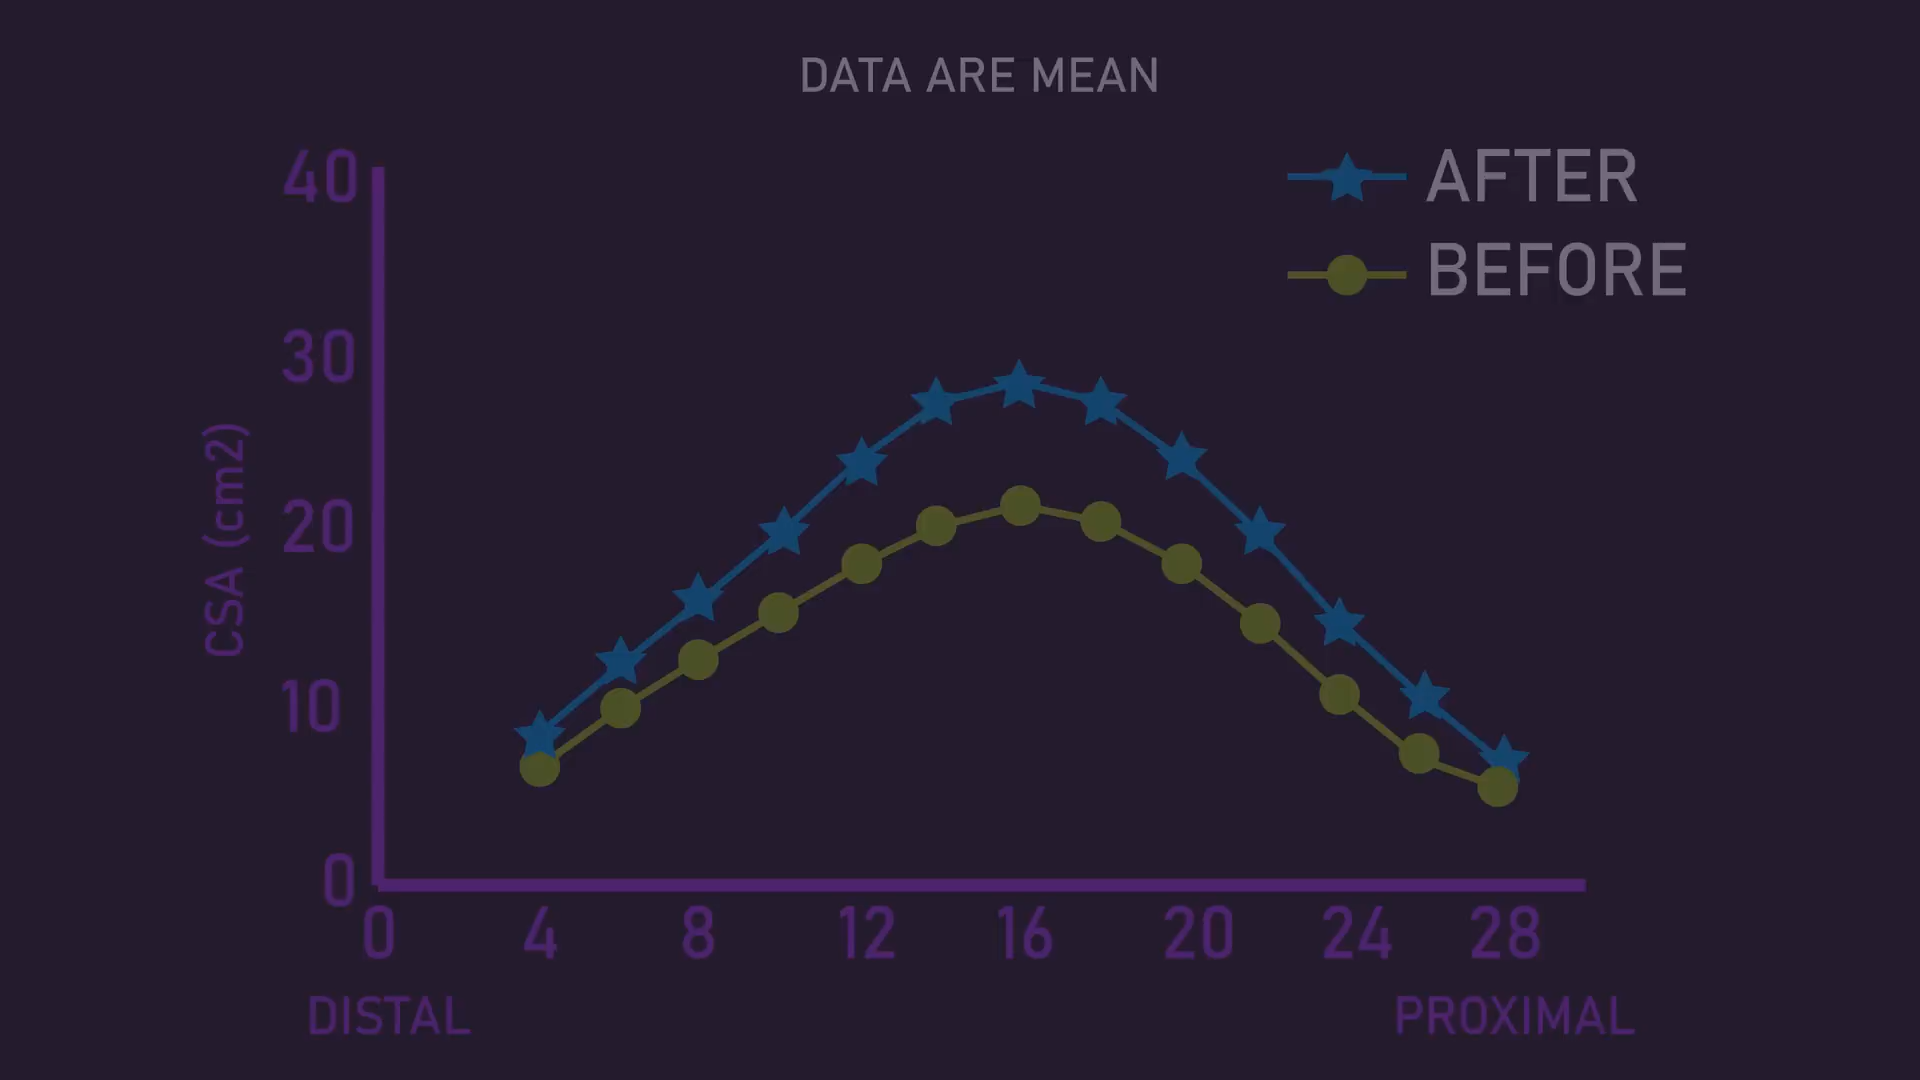 DATA ARE MEAN
AFTER
BEFORE
40
30
20
10
0
CSA (cm2)
0 4 8 12 16 20 24 28
DISTAL PROXIMAL